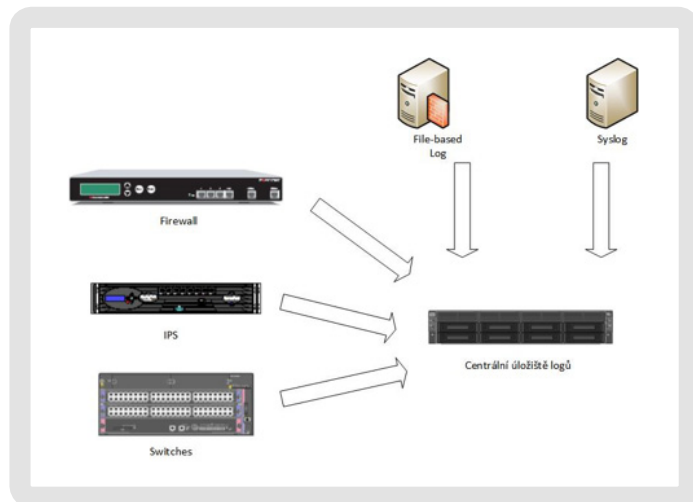 File-based
Log
Syslog
Firewall
IPS
Centrální úložiště logů
Switches